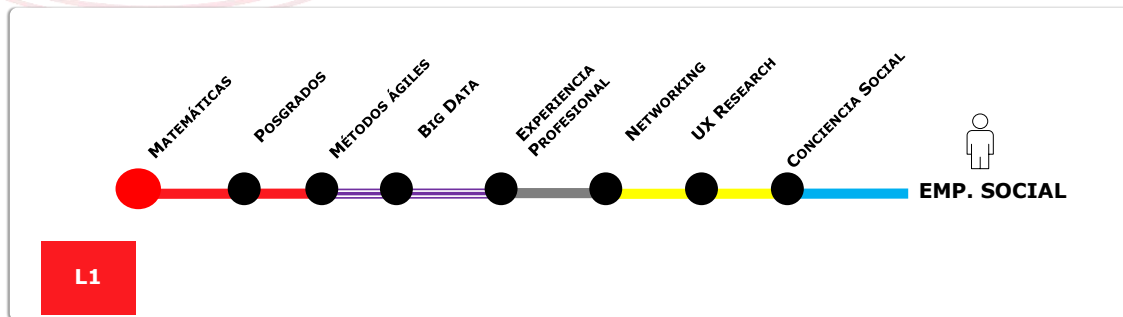 Matemáticas
Posgrados
Métodos ágiles
Big Data
Experiencia
Profesional
Networking
UX Research
Conciencia Social
EMP. SOCIAL
L1